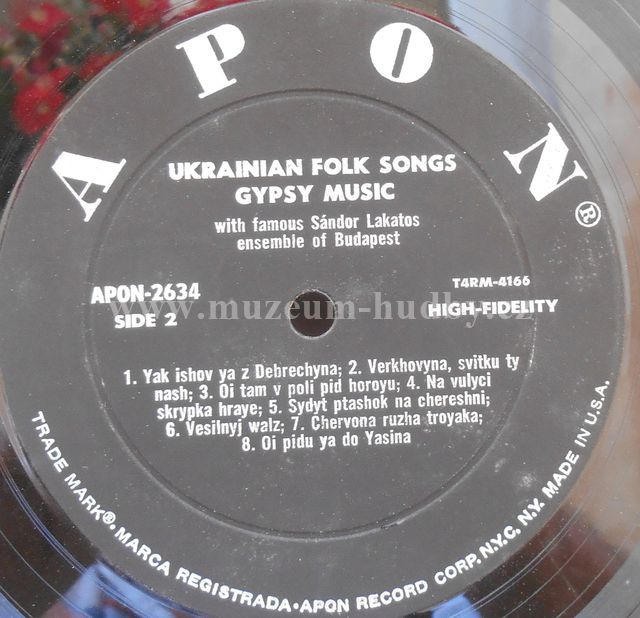 APON®
UKRAINIAN FOLK SONGS
GYPSY MUSIC
with famous Sándor Lakatos
ensemble of Budapest
APON-2634
SIDE 2
T4RM-4166
HIGH-FIDELITY
www.muzeum-hudby.cz
1. Yak ishov ya z Debrechyna; 2. Verkhovyna, svitku ty
nash; 3. Oi tam v poli pid horoyu; 4. Na vulyci
skrypka hraye; 5. Sydyt ptashok na chereshni;
6. Vesilnyj walz; 7. Chervona ruzha troyaka;
8. Oi pidu ya do Yasina
TRADE MARK®. MARCA REGISTRADA • APON RECORD CORP. N.Y.C. N.Y. MADE IN U.S.A.